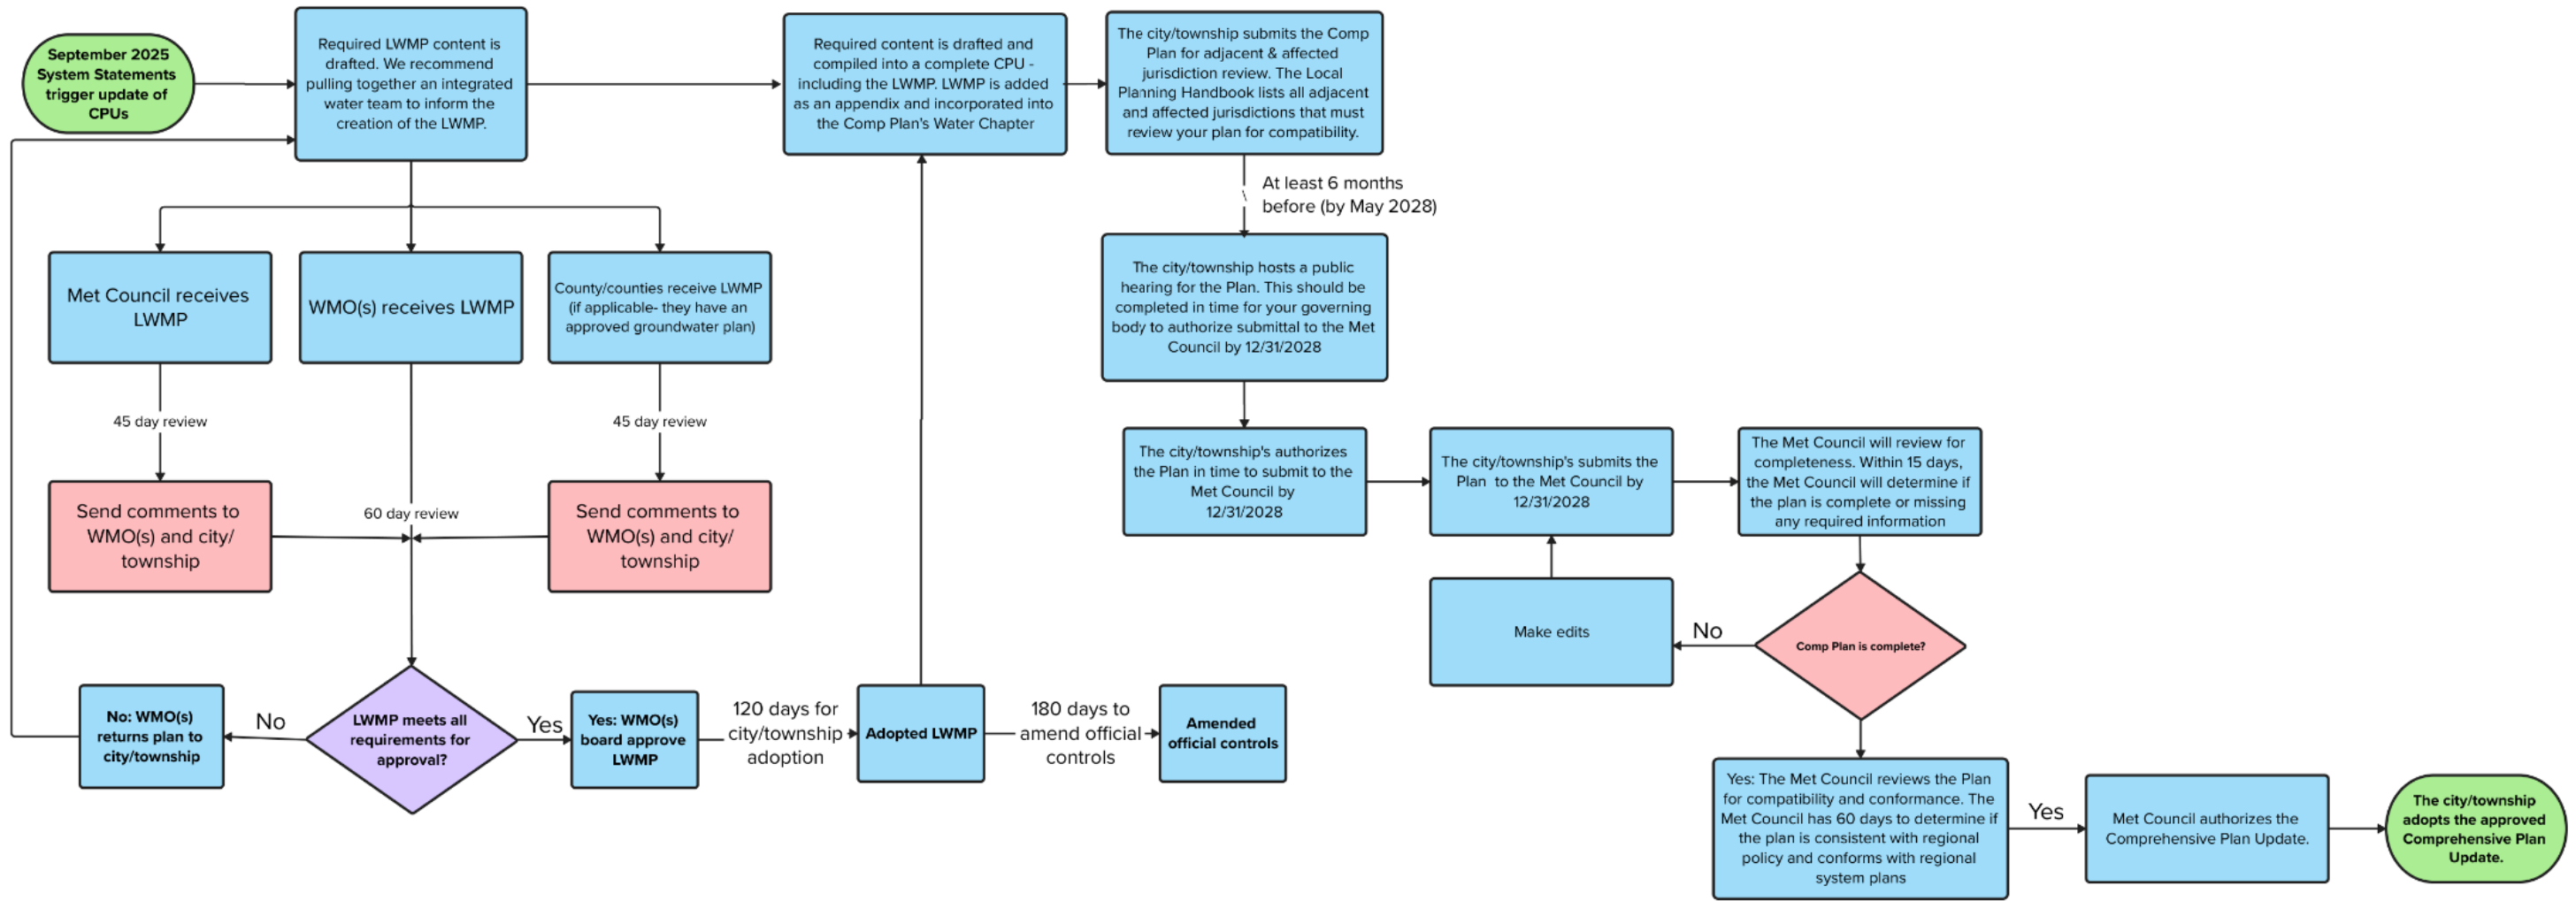 September 2025
System Statements
trigger update of
CPUs
Required LWMP content is
drafted. We recommend
pulling together an integrated
water team to inform the
creation of the LWMP.
Required content is drafted and
compiled into a complete CPU -
including the LWMP. LWMP is added
as an appendix and incorporated into
the Comp Plan's Water Chapter
The city/township submits the Comp
Plan for adjacent & affected
jurisdiction review. The Local
Planning Handbook lists all adjacent
and affected jurisdictions that must
review your plan for compatibility.
At least 6 months
before (by May 2028)
Met Council receives
LWMP
WMO(s) receives LWMP
County/counties receive LWMP
(if applicable- they have an
approved groundwater plan)
The city/township hosts a public
hearing for the Plan. This should be
completed in time for your governing
body to authorize submittal to the Met
Council by 12/31/2028
45 day review
45 day review
60 day review
Send comments to
WMO(s) and city/
township
Send comments to
WMO(s) and city/
township
The city/township's authorizes
the Plan in time to submit to the
Met Council by
12/31/2028
The city/township's submits the
Plan to the Met Council by
12/31/2028
The Met Council will review for
completeness. Within 15 days,
the Met Council will determine if
the plan is complete or missing
any required information
Make edits
No
Comp Plan is complete?
No: WMO(s)
returns plan to
city/township
No
LWMP meets all
requirements for
approval?
Yes
Yes: WMO(s)
board approve
LWMP
120 days for
city/township
adoption
Adopted LWMP
180 days to
amend official
controls
Amended
official controls
Yes: The Met Council reviews the Plan
for compatibility and conformance. The
Met Council has 60 days to determine if
the plan is consistent with regional
policy and conforms with regional
system plans
Yes
Met Council authorizes the
Comprehensive Plan Update.
The city/township
adopts the approved
Comprehensive Plan
Update.